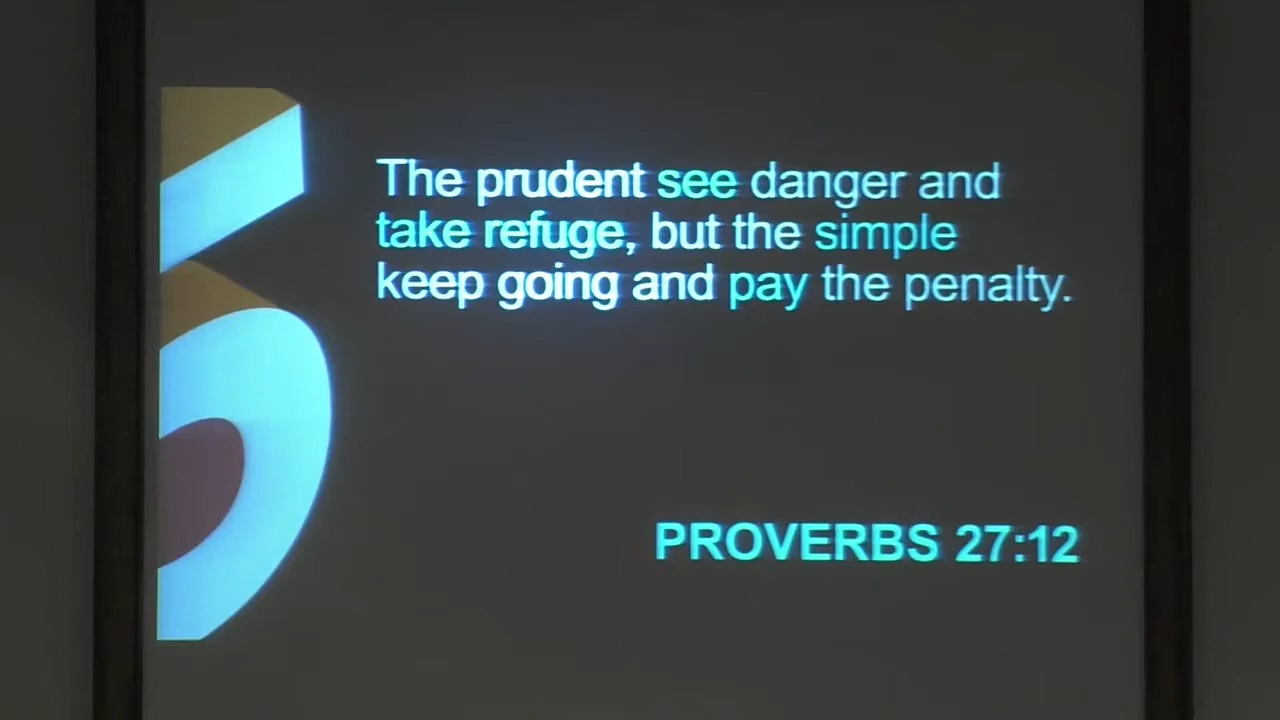 The prudent see danger and
take refuge, but the simple
keep going and pay the penalty.
PROVERBS 27:12